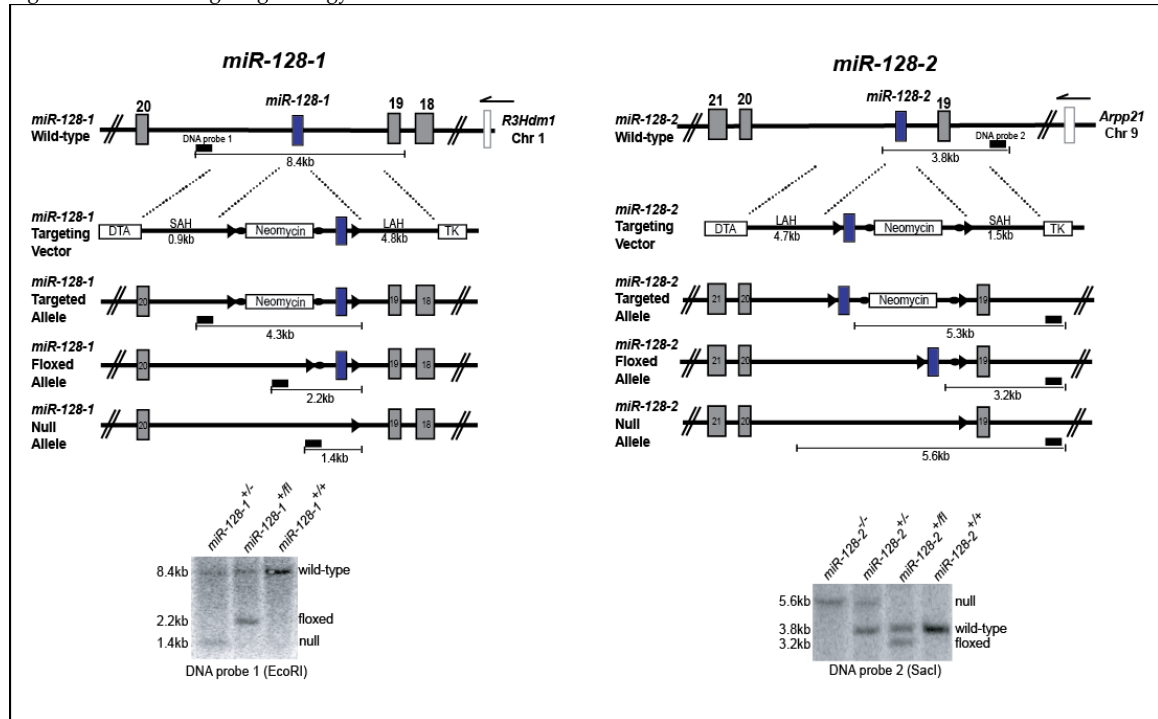 miR-128-1
20
miR-128-1
19
18
miR-128-1
Wild-type
DNA probe 1
8.4kb
R3Hdm1
Chr 1
miR-128-1
Targeting
Vector
DTA
SAH
0.9kb
Neomycin
LAH
4.8kb
TK
miR-128-1
Targeted
Allele
20
Neomycin
19
18
4.3kb
miR-128-1
Floxed
Allele
20
19
18
2.2kb
miR-128-1
Null
Allele
20
19
18
1.4kb
miR-128-1+/-
miR-128-1+/fl
miR-128-1+/+
8.4kb
wild-type
2.2kb
floxed
1.4kb
null
DNA probe 1 (EcoRI)
miR-128-2
21
20
miR-128-2
19
miR-128-2
Wild-type
DNA probe 2
3.8kb
Arpp21
Chr 9
miR-128-2
Targeting
Vector
DTA
LAH
4.7kb
Neomycin
SAH
1.5kb
TK
miR-128-2
Targeted
Allele
21
20
Neomycin
19
5.3kb
miR-128-2
Floxed
Allele
21
20
19
3.2kb
miR-128-2
Null
Allele
21
20
19
5.6kb
miR-128-2-/-
miR-128-2+/-
miR-128-2+/fl
miR-128-2+/+
5.6kb
null
3.8kb
wild-type
3.2kb
floxed
DNA probe 2 (SacI)